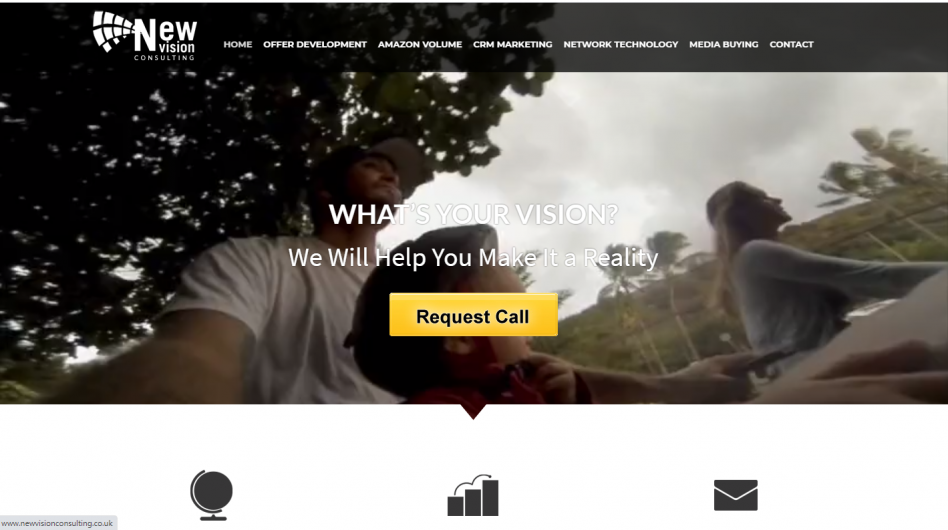 New
vision
CONSULTING
HOME OFFER DEVELOPMENT AMAZON VOLUME CRM MARKETING NETWORK TECHNOLOGY MEDIA BUYING CONTACT
WHAT'S YOUR VISION?
We Will Help You Make It a Reality
Request Call
www.newvisionconsulting.co.uk